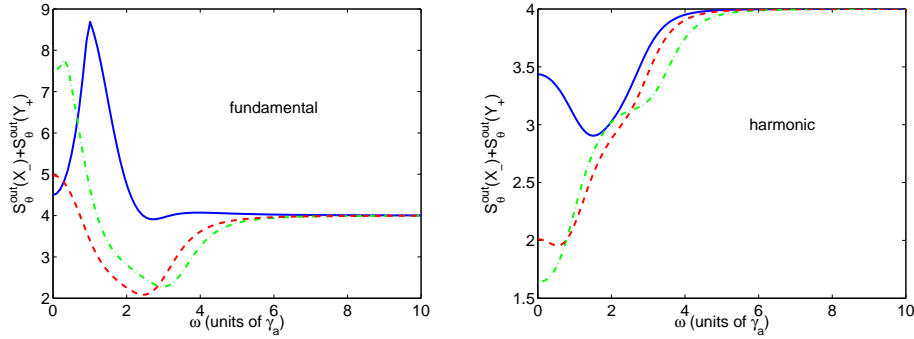 9
8
7
6
5
4
3
2
0 2 4 6 8 10
S_θ^out(X_-)+S_θ^out(Y_+)
ω (units of γ_a)
fundamental
4
3.5
3
2.5
2
1.5
0 2 4 6 8 10
S_θ^out(X_-)+S_θ^out(Y_+)
ω (units of γ_a)
harmonic